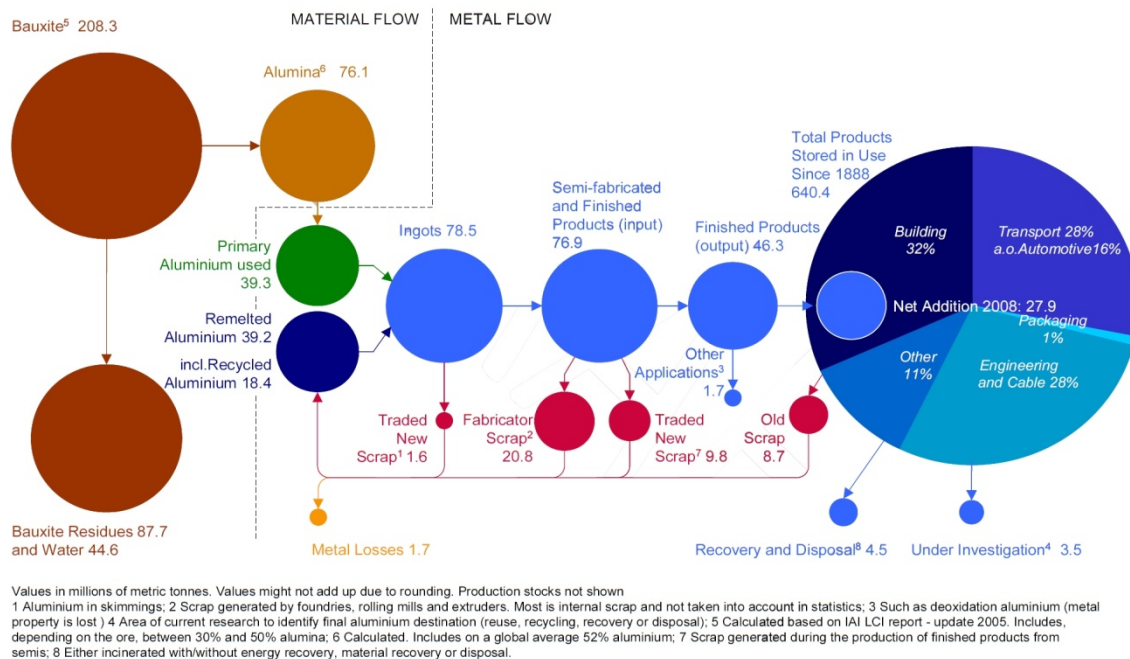 MATERIAL FLOW
METAL FLOW
Bauxite⁵ 208.3
Alumina⁶ 76.1
Bauxite Residues 87.7
and Water 44.6
Primary
Aluminium used
39.3
Remelted
Aluminium 39.2
incl.Recycled
Aluminium 18.4
Ingots 78.5
Semi-fabricated
and Finished
Products (input)
76.9
Finished Products
(output) 46.3
Total Products
Stored in Use
Since 1888
640.4
Building
32%
Transport 28%
a.o.Automotive16%
Net Addition 2008: 27.9
Packaging
1%
Other
11%
Engineering
and Cable 28%
Other
Applications³
1.7
Traded
New
Scrap¹ 1.6
Fabricator
Scrap²
20.8
Traded
New
Scrap⁷ 9.8
Old
Scrap
8.7
Metal Losses 1.7
Recovery and Disposal⁸ 4.5
Under Investigation⁴ 3.5
Values in millions of metric tonnes. Values might not add up due to rounding. Production stocks not shown
1 Aluminium in skimmings; 2 Scrap generated by foundries, rolling mills and extruders. Most is internal scrap and not taken into account in statistics; 3 Such as deoxidation aluminium (metal
property is lost ) 4 Area of current research to identify final aluminium destination (reuse, recycling, recovery or disposal); 5 Calculated based on IAI LCI report - update 2005. Includes,
depending on the ore, between 30% and 50% alumina; 6 Calculated. Includes on a global average 52% aluminium; 7 Scrap generated during the production of finished products from
semis; 8 Either incinerated with/without energy recovery, material recovery or disposal.